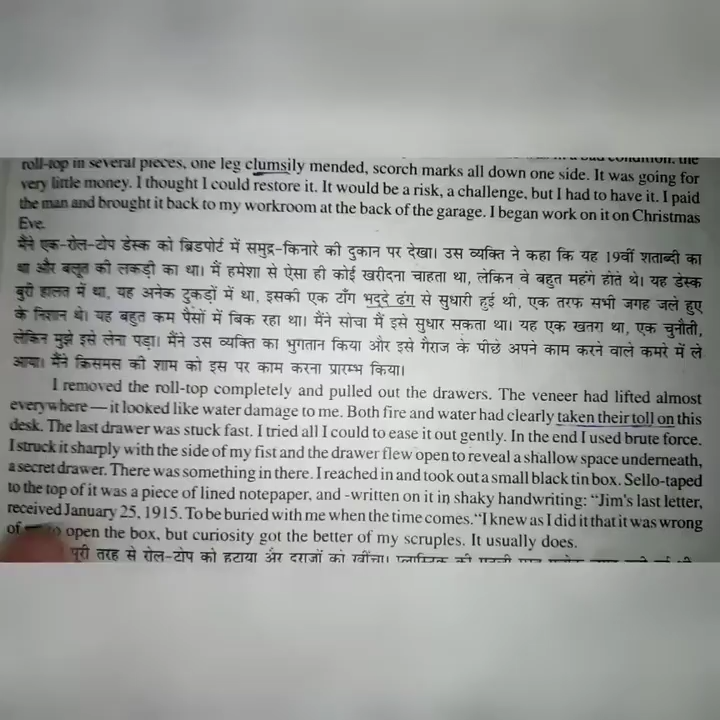 roll-top in several pieces, one leg clumsily mended, scorch marks all down one side. It was going for
very little money. I thought I could restore it. It would be a risk, a challenge, but I had to have it. I paid
the man and brought it back to my workroom at the back of the garage. I began work on it on Christmas
Eve.
मैंने एक-रोल-टोप डेस्क को ब्रिडपोर्ट में समुद्र-किनारे की दुकान पर देखा। उस व्यक्ति ने कहा कि यह 19वीं शताब्दी का
था और बलूत की लकड़ी का था। मैं हमेशा से ऐसा ही कोई खरीदना चाहता था, लेकिन वे बहुत महंगे होते थे। यह डेस्क
बुरी हालत में था, यह अनेक टुकड़ों में था, इसकी एक टाँग भद्दे ढंग से सुधारी हुई थी, एक तरफ सभी जगह जले हुए
के निशान थे। यह बहुत कम पैसों में बिक रहा था। मैंने सोचा मैं इसे सुधार सकता था। यह एक खतरा था, एक चुनौती,
लेकिन मुझे इसे लेना पड़ा। मैंने उस व्यक्ति का भुगतान किया और इसे गैराज के पीछे अपने काम करने वाले कमरे में ले
आया। मैंने क्रिसमस की शाम को इस पर काम करना प्रारम्भ किया।
I removed the roll-top completely and pulled out the drawers. The veneer had lifted almost
everywhere — it looked like water damage to me. Both fire and water had clearly taken their toll on this
desk. The last drawer was stuck fast. I tried all I could to ease it out gently. In the end I used brute force.
I struck it sharply with the side of my fist and the drawer flew open to reveal a shallow space underneath,
a secret drawer. There was something in there. I reached in and took out a small black tin box. Sello-taped
to the top of it was a piece of lined notepaper, and -written on it in shaky handwriting: “Jim's last letter,
received January 25, 1915. To be buried with me when the time comes.“I knew as I did it that it was wrong
of to open the box, but curiosity got the better of my scruples. It usually does.
पूरी तरह से रोल-टोप को हटाया और दराजों को खींचा।